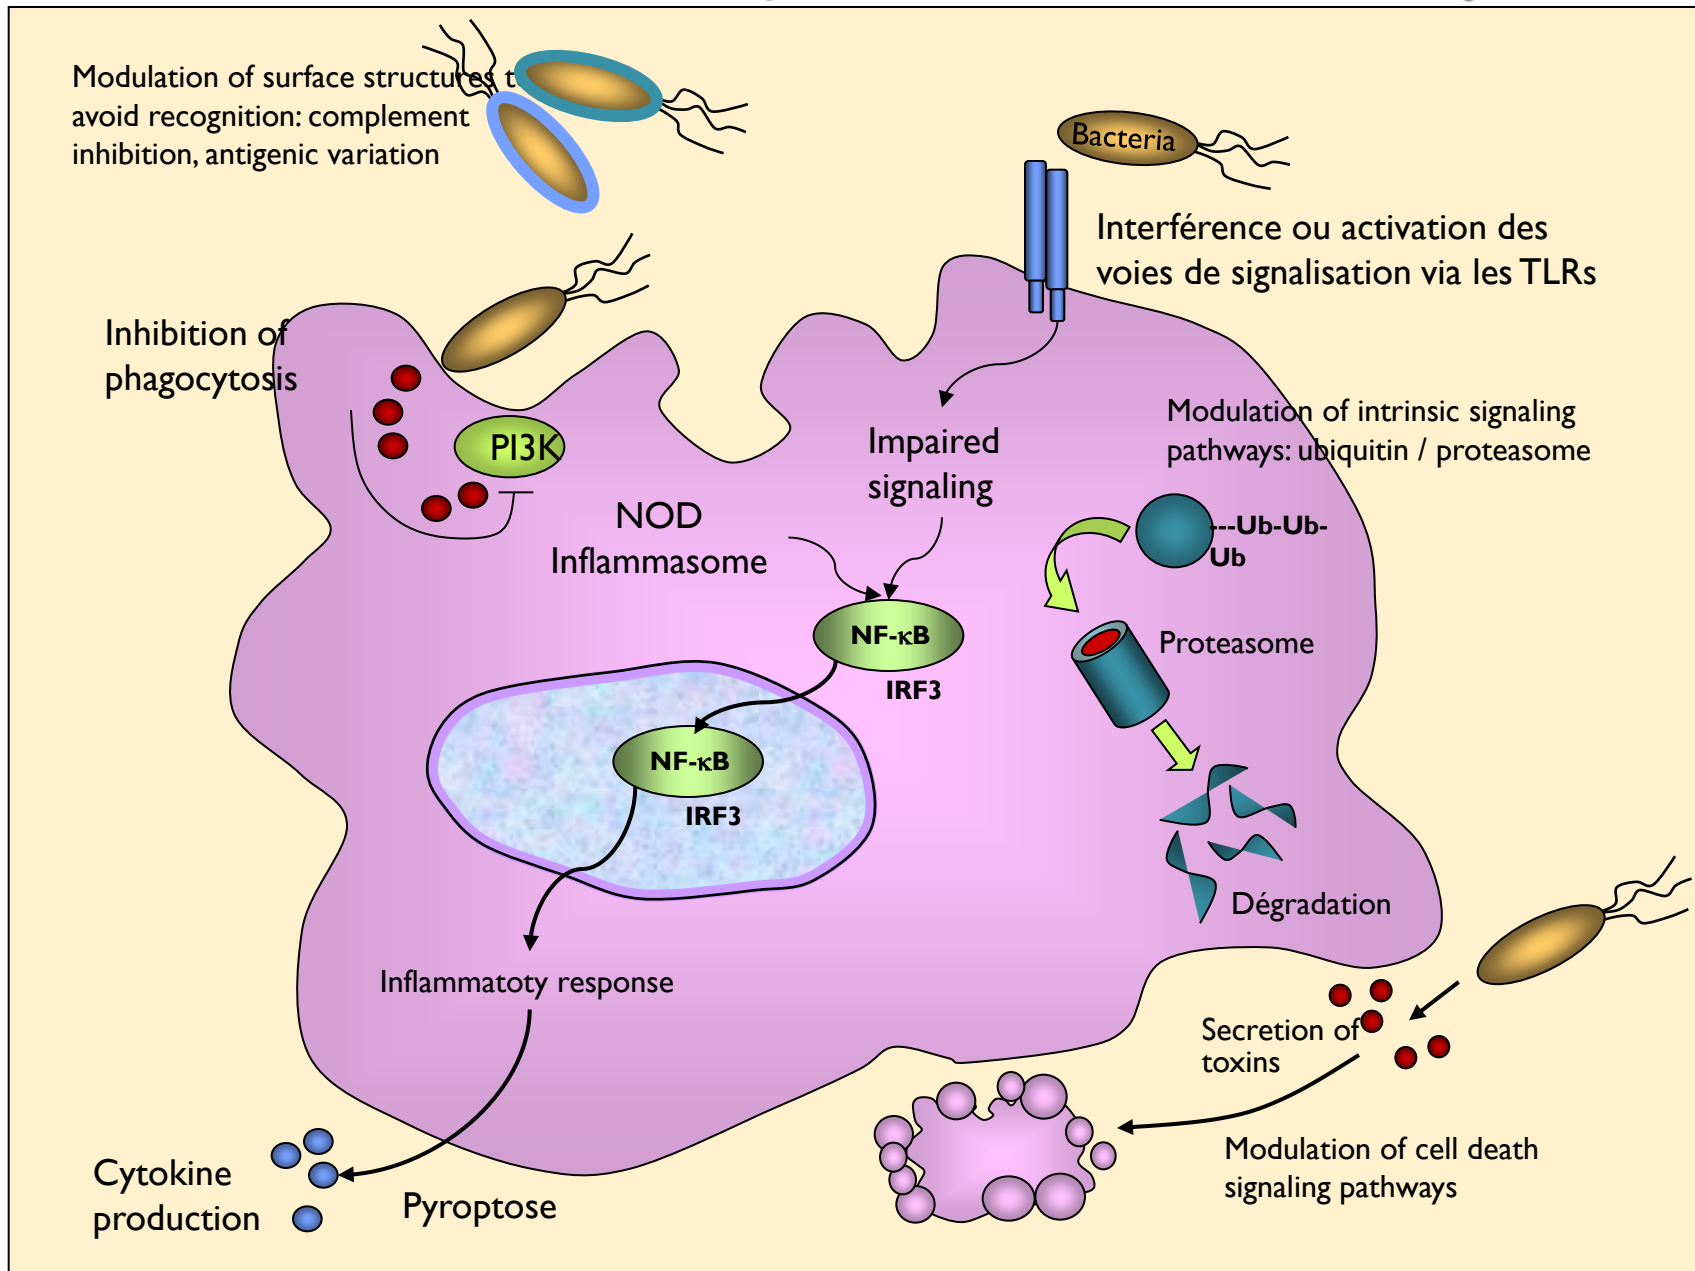 Modulation of surface structures t
avoid recognition: complement
inhibition, antigenic variation
Bacteria
Interférence ou activation des
voies de signalisation via les TLRs
Inhibition of
phagocytosis
PI3K
Impaired
signaling
Modulation of intrinsic signaling
pathways: ubiquitin / proteasome
NOD
Inflammasome
---Ub-Ub-
Ub
NF-κB
IRF3
Proteasome
NF-κB
IRF3
Dégradation
Inflammatoty response
Secretion of
toxins
Cytokine
production
Pyroptose
Modulation of cell death
signaling pathways